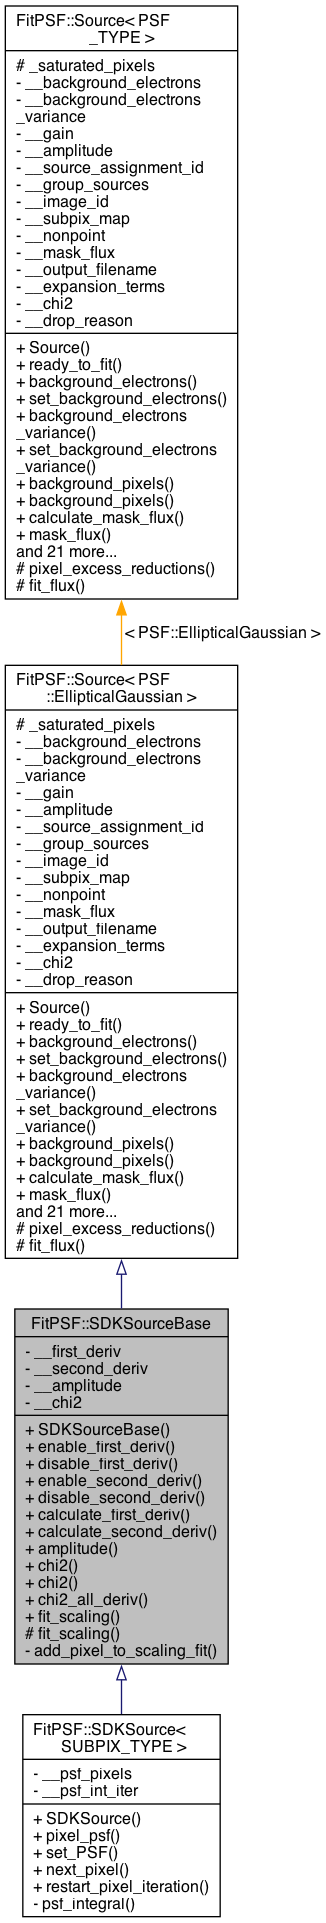 FitPSF::Source< PSF
_TYPE >
# _saturated_pixels
- __background_electrons
- __background_electrons
_variance
- __gain
- __amplitude
- __source_assignment_id
- __group_sources
- __image_id
- __subpix_map
- __nonpoint
- __mask_flux
- __output_filename
- __expansion_terms
- __chi2
- __drop_reason
+ Source()
+ ready_to_fit()
+ background_electrons()
+ set_background_electrons()
+ background_electrons
_variance()
+ set_background_electrons
_variance()
+ background_pixels()
+ background_pixels()
+ calculate_mask_flux()
+ mask_flux()
and 21 more...
# pixel_excess_reductions()
# fit_flux()
< PSF::EllipticalGaussian >
FitPSF::Source< PSF
::EllipticalGaussian >
# _saturated_pixels
- __background_electrons
- __background_electrons
_variance
- __gain
- __amplitude
- __source_assignment_id
- __group_sources
- __image_id
- __subpix_map
- __nonpoint
- __mask_flux
- __output_filename
- __expansion_terms
- __chi2
- __drop_reason
+ Source()
+ ready_to_fit()
+ background_electrons()
+ set_background_electrons()
+ background_electrons
_variance()
+ set_background_electrons
_variance()
+ background_pixels()
+ background_pixels()
+ calculate_mask_flux()
+ mask_flux()
and 21 more...
# pixel_excess_reductions()
# fit_flux()
FitPSF::SDKSourceBase
- __first_deriv
- __second_deriv
- __amplitude
- __chi2
+ SDKSourceBase()
+ enable_first_deriv()
+ disable_first_deriv()
+ enable_second_deriv()
+ disable_second_deriv()
+ calculate_first_deriv()
+ calculate_second_deriv()
+ amplitude()
+ chi2()
+ chi2()
+ chi2_all_deriv()
+ fit_scaling()
# fit_scaling()
- add_pixel_to_scaling_fit()
FitPSF::SDKSource<
SUBPIX_TYPE >
- __psf_pixels
- __psf_int_iter
+ SDKSource()
+ pixel_psf()
+ set_PSF()
+ next_pixel()
+ restart_pixel_iteration()
- psf_integral()